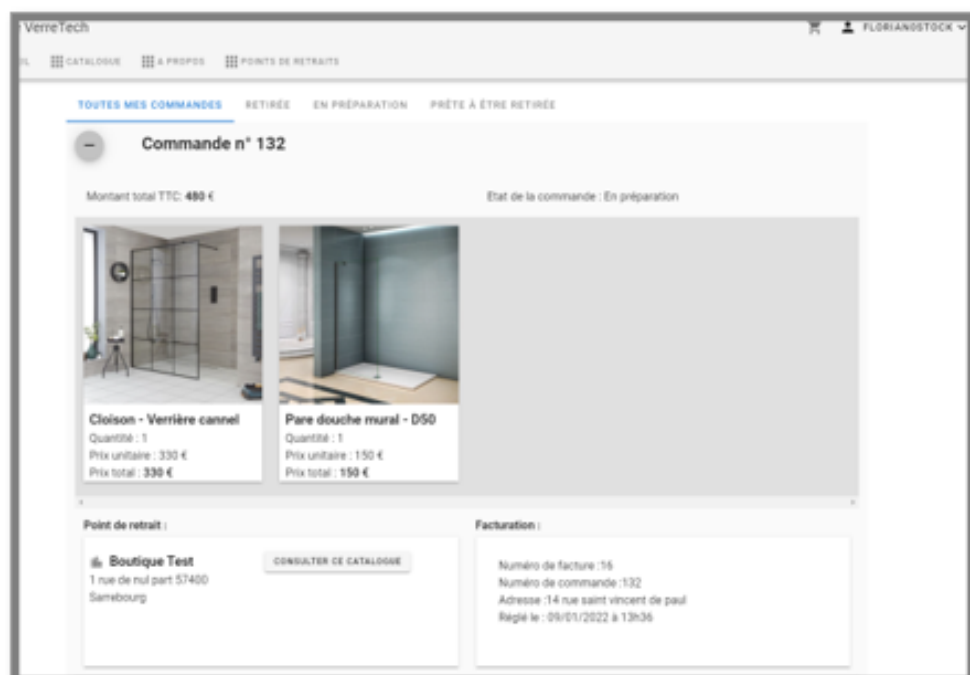 VerreTech
FLORIANOSTOCK
CATALOGUE A PROPOS POINTS DE RETRAITS
TOUTES MES COMMANDES RETIRÉE EN PRÉPARATION PRÊTE À ÊTRE RETIRÉE
Commande n° 132
Montant total TTC: 480 €
Etat de la commande : En préparation
Cloison - Verrière cannel
Quantité : 1
Prix unitaire : 330 €
Prix total : 330 €
Pare douche mural - D50
Quantité : 1
Prix unitaire : 150 €
Prix total : 150 €
Point de retrait :
Boutique Test
CONSULTER CE CATALOGUE
1 rue de nul part 57400
Sarrebourg
Facturation :
Numéro de facture :16
Numéro de commande :132
Adresse :14 rue saint vincent de paul
Réglé le : 09/01/2022 à 13h36